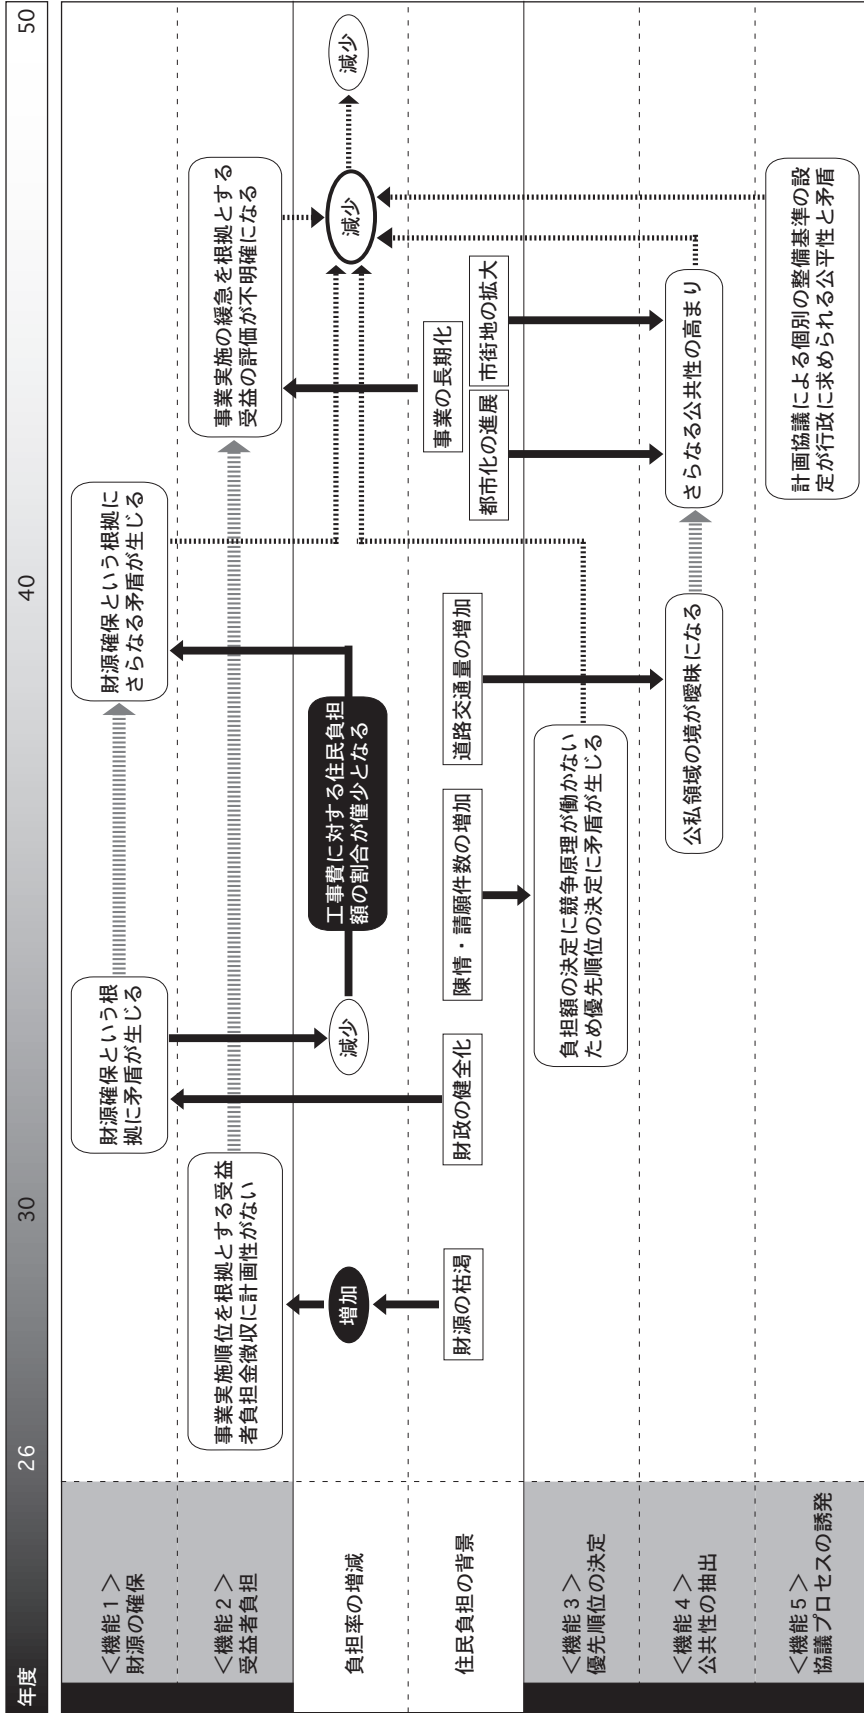 年度
26
30
40
50
＜機能１＞
財源の確保
財源確保という根
拠に矛盾が生じる
財源確保という根拠に
さらなる矛盾が生じる
＜機能２＞
受益者負担
事業実施順位を根拠とする受益
者負担金徴収に計画性がない
事業実施の緩急を根拠とする
受益の評価が不明確になる
負担率の増減
増加
減少
工事費に対する住民負担
額の割合が僅少となる
減少
減少
住民負担の背景
財源の枯渇
財政の健全化
陳情・請願件数の増加
道路交通量の増加
事業の長期化
都市化の進展
市街地の拡大
＜機能３＞
優先順位の決定
負担額の決定に競争原理が働かない
ため優先順位の決定に矛盾が生じる
＜機能４＞
公共性の抽出
公私領域の境が曖昧になる
さらなる公共性の高まり
＜機能５＞
協議プロセスの誘発
計画協議による個別の整備基準の設
定が行政に求められる公平性と矛盾